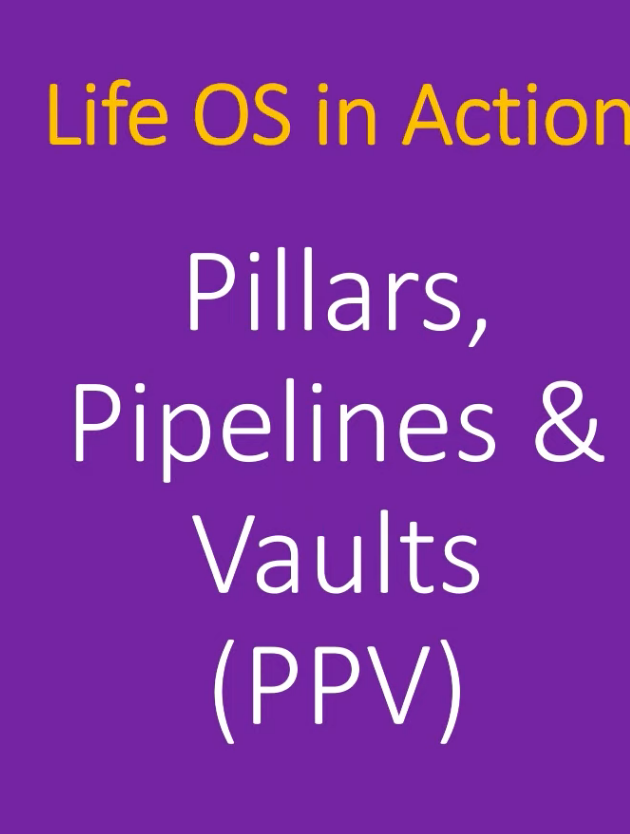 Life OS in Action
Pillars,
Pipelines &
Vaults
(PPV)